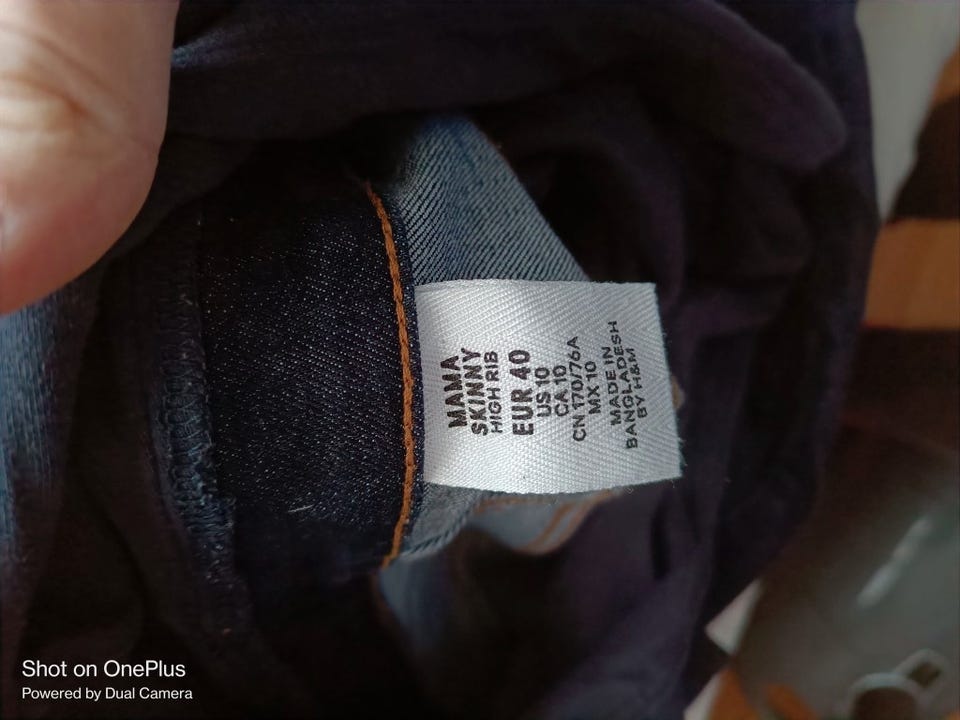 MAMA
SKINNY
HIGH RIB
EUR 40
US 10
CA 10
CN 170/76A
MX 10
MADE IN
BANGLADESH
BY H&M
Shot on OnePlus
Powered by Dual Camera